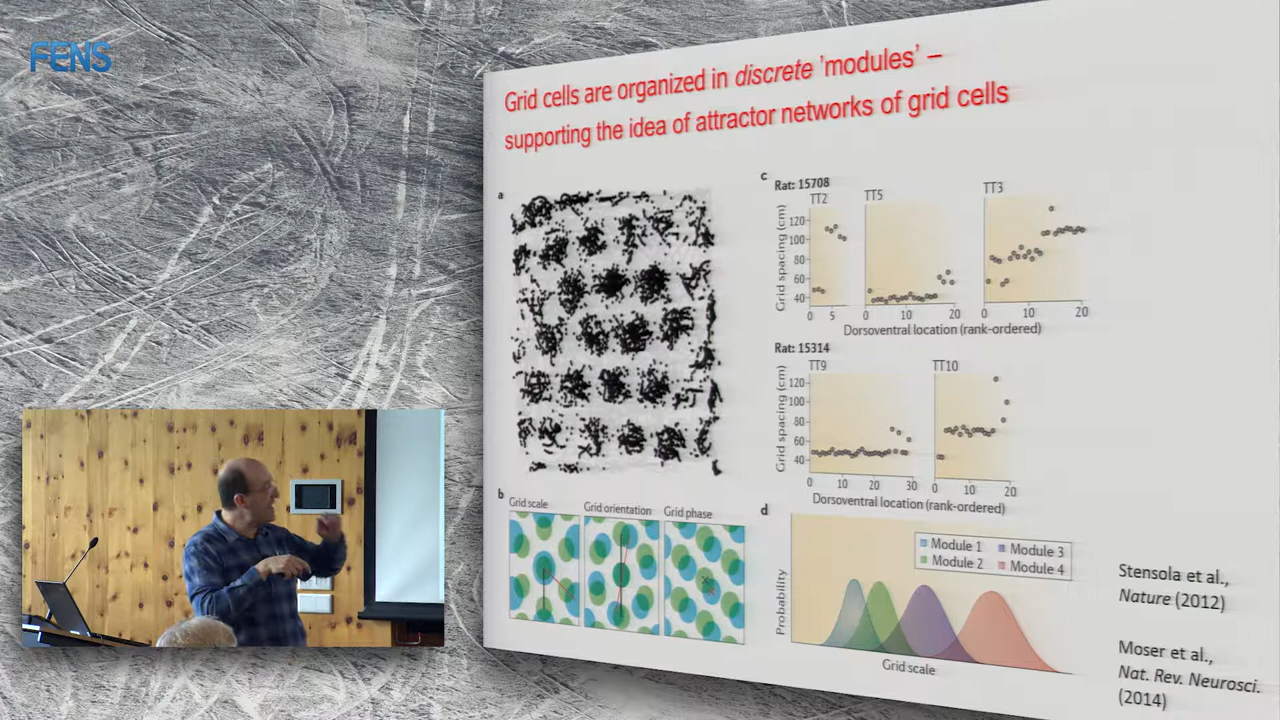 FENS
Grid cells are organized in discrete 'modules' –
supporting the idea of attractor networks of grid cells
a
c
Rat: 15708
TT2
TT5
TT3
Grid spacing (cm)
120
100
80
60
40
0 5
0 10 20
0 10 20
Dorsoventral location (rank-ordered)
Rat: 15314
TT9
TT10
Grid spacing (cm)
120
100
80
60
40
0 10 20 30
0 10 20
Dorsoventral location (rank-ordered)
b
Grid scale
Grid orientation
Grid phase
d
Probability
Module 1
Module 3
Module 2
Module 4
Grid scale
Stensola et al.,
Nature (2012)
Moser et al.,
Nat. Rev. Neurosci.
(2014)